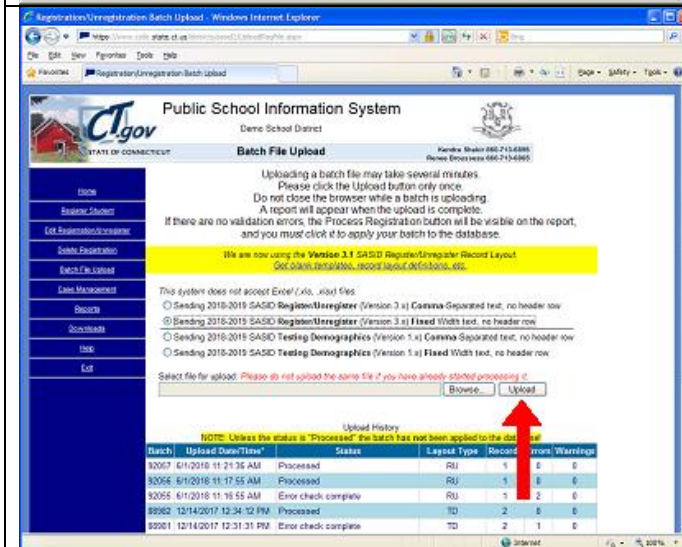 Registration/Unregistration Batch Upload - Windows Internet Explorer
File Edit View Favorites Tools Help
Favorites Registration/Unregistration Batch Upload Page Safety Tools
CT.gov
STATE OF CONNECTICUT
Public School Information System
Demo School District
Batch File Upload
Home
Register Student
Edit Registration/Unregister
Delete Registration
Batch File Upload
Case Management
Reports
Downloads
Help
Exit
Uploading a batch file may take several minutes.
Please click the Upload button only once.
Do not close the browser while a batch is uploading.
A report will appear when the upload is complete.
If there are no validation errors, the Process Registration button will be visible on the report,
and you must click it to apply your batch to the database.
We are now using the Version 3.1 SASID Register/Unregister Record Layout.
Get blank templates, record layout definitions, etc.
This system does not accept Excel (.xls, .xlsx) files.
Sending 2018-2019 SASID Register/Unregister (Version 3.x) Comma-Separated text, no header row
Sending 2018-2019 SASID Register/Unregister (Version 3.x) Fixed Width text, no header row
Sending 2018-2019 SASID Testing Demographics (Version 1.x) Comma-Separated text, no header row
Sending 2018-2019 SASID Testing Demographics (Version 1.x) Fixed Width text, no header row
Select file for upload: Please do not upload the same file if you have already started processing it.
Browse... Upload
Upload History
NOTE: Unless the status is "Processed" the batch has not been applied to the
Batch Upload Date/Time* Status Layout Type Record Errors Warnings
92057 6/1/2018 11:21:36 AM Processed RU 1 0 0
92056 6/1/2018 11:17:55 AM Processed RU 1 0 0
92055 6/1/2018 11:16:55 AM Error check complete RU 1 2 0
88982 12/14/2017 12:34:12 PM Processed TD 2 0 0
88981 12/14/2017 12:31:31 PM Error check complete TD 2 1 0
Internet 100%